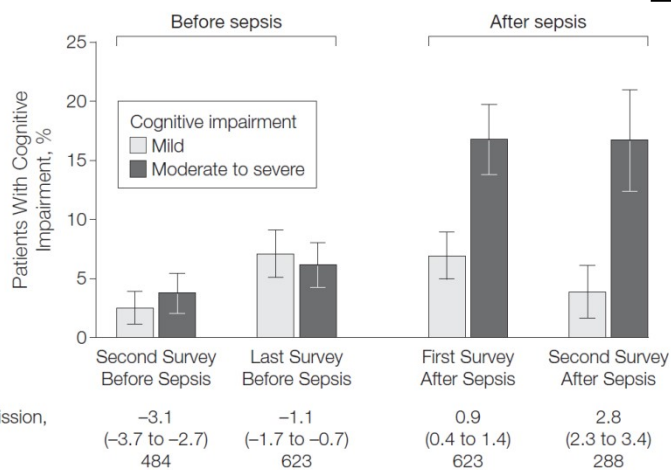 Before sepsis
After sepsis
25
20
15
10
5
0
Patients With Cognitive
Impairment, %
Cognitive impairment
Mild
Moderate to severe
Second Survey
Before Sepsis
Last Survey
Before Sepsis
First Survey
After Sepsis
Second Survey
After Sepsis
–3.1
–1.1
0.9
2.8
(–3.7 to –2.7)
(–1.7 to –0.7)
(0.4 to 1.4)
(2.3 to 3.4)
484
623
623
288